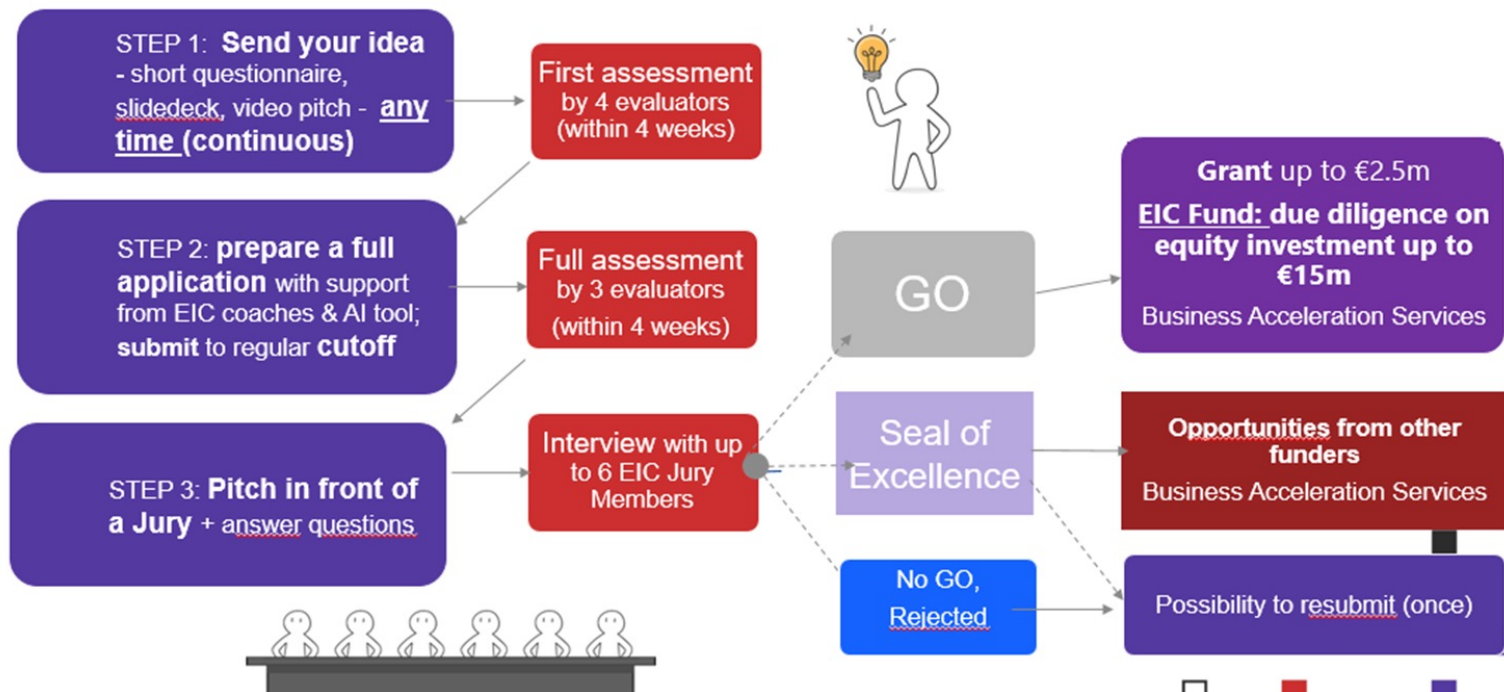 STEP 1: Send your idea
- short questionnaire,
slidedeck, video pitch - any
time (continuous)
First assessment
by 4 evaluators
(within 4 weeks)
STEP 2: prepare a full
application with support
from EIC coaches & AI tool;
submit to regular cutoff
Full assessment
by 3 evaluators
(within 4 weeks)
STEP 3: Pitch in front of
a Jury + answer questions
Interview with up
to 6 EIC Jury
Members
GO
Grant up to €2.5m
EIC Fund: due diligence on
equity investment up to
€15m
Business Acceleration Services
Seal of
Excellence
Opportunities from other
funders
Business Acceleration Services
No GO,
Rejected
Possibility to resubmit (once)